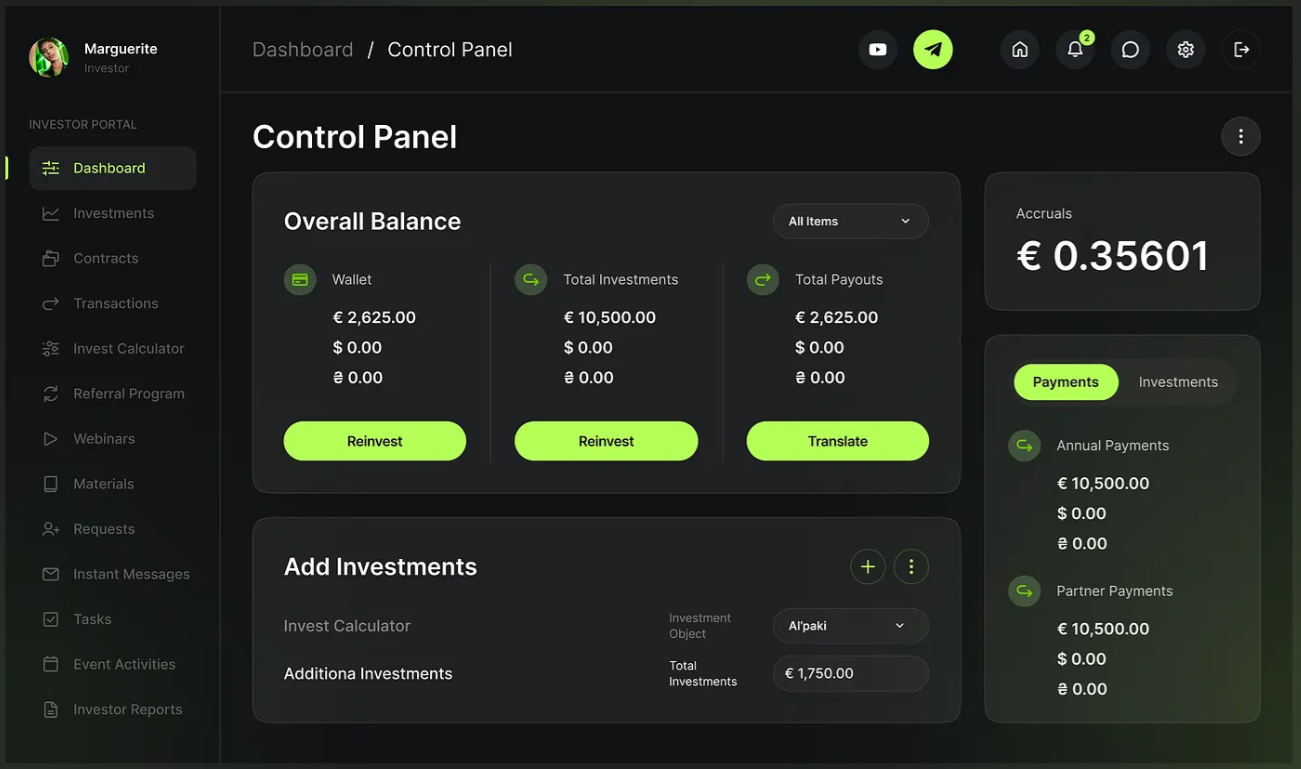 Marguerite
Investor
INVESTOR PORTAL
Dashboard
Investments
Contracts
Transactions
Invest Calculator
Referral Program
Webinars
Materials
Requests
Instant Messages
Tasks
Event Activities
Investor Reports
Dashboard / Control Panel
2
Control Panel
Overall Balance
All Items
Wallet
€ 2,625.00
$ 0.00
₴ 0.00
Reinvest
Total Investments
€ 10,500.00
$ 0.00
₴ 0.00
Reinvest
Total Payouts
€ 2,625.00
$ 0.00
₴ 0.00
Translate
Add Investments
Invest Calculator
Investment
Object
Al'paki
Additiona Investments
Total
Investments
€ 1,750.00
Accruals
€ 0.35601
Payments
Investments
Annual Payments
€ 10,500.00
$ 0.00
₴ 0.00
Partner Payments
€ 10,500.00
$ 0.00
₴ 0.00